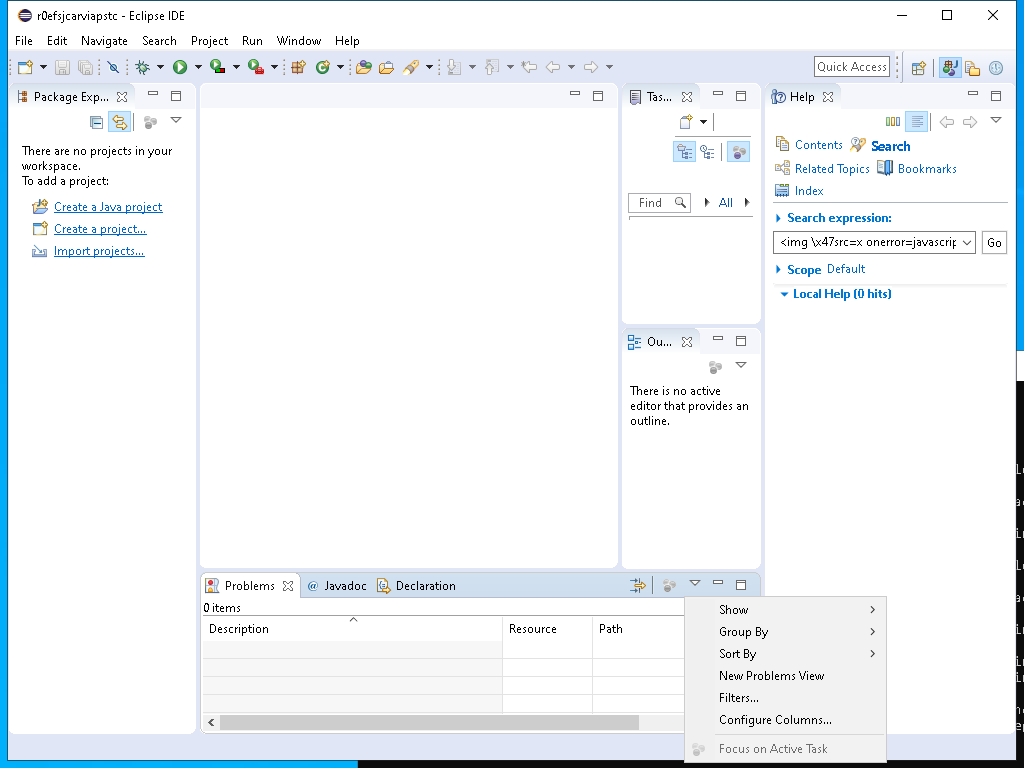 r0efsjcarviapstc - Eclipse IDE
File Edit Navigate Search Project Run Window Help
Quick Access
Package Exp...
There are no projects in your
workspace.
To add a project:
Create a Java project
Create a project...
Import projects...
Tas...
Find
All
Ou...
There is no active
editor that provides an
outline.
Help
Contents
Search
Related Topics
Bookmarks
Index
Search expression:
<img \x47src=x onerror=javascrip
Go
Scope Default
Local Help (0 hits)
Problems
@ Javadoc
Declaration
0 items
Description Resource Path
Show
Group By
Sort By
New Problems View
Filters...
Configure Columns...
Focus on Active Task